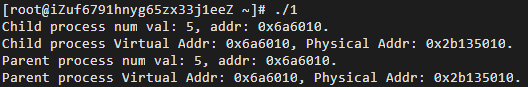 [root@iZuf6791hnyg65zx33j1eeZ ~]# ./1
Child process num val: 5, addr: 0x6a6010.
Child process Virtual Addr: 0x6a6010, Physical Addr: 0x2b135010.
Parent process num val: 5, addr: 0x6a6010.
Parent process Virtual Addr: 0x6a6010, Physical Addr: 0x2b135010.